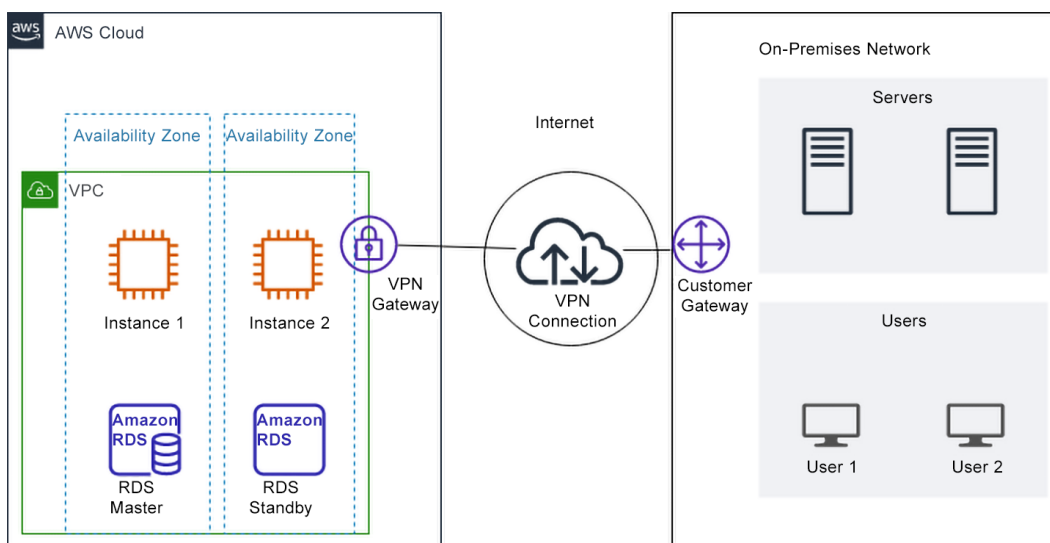 aws
AWS Cloud
On-Premises Network
Servers
Internet
Availability Zone
Availability Zone
VPC
VPN
Gateway
VPN
Connection
Customer
Gateway
Instance 1
Instance 2
Users
Amazon
RDS
Amazon
RDS
RDS
Master
RDS
Standby
User 1
User 2